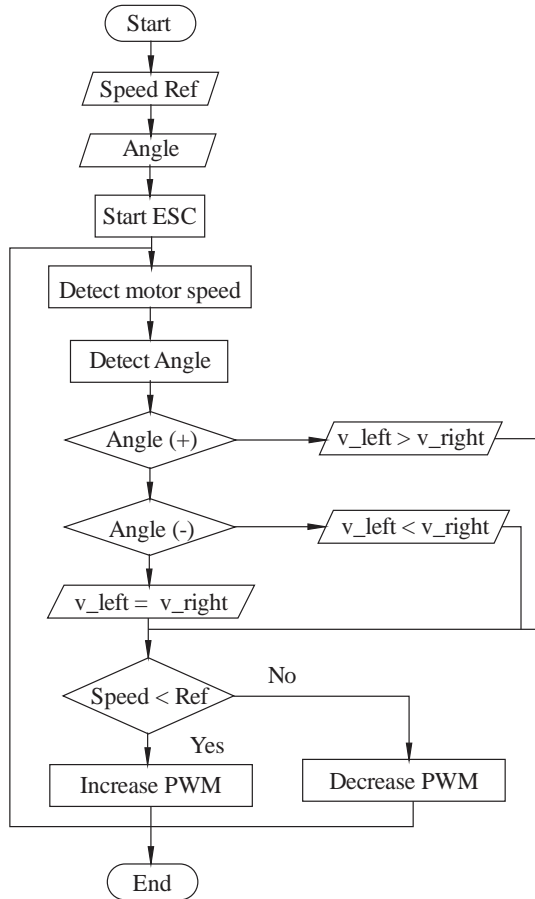 Start
Speed Ref
Angle
Start ESC
Detect motor speed
Detect Angle
Angle (+)
v_left > v_right
Angle (-)
v_left < v_right
v_left = v_right
Speed < Ref
No
Yes
Increase PWM
Decrease PWM
End